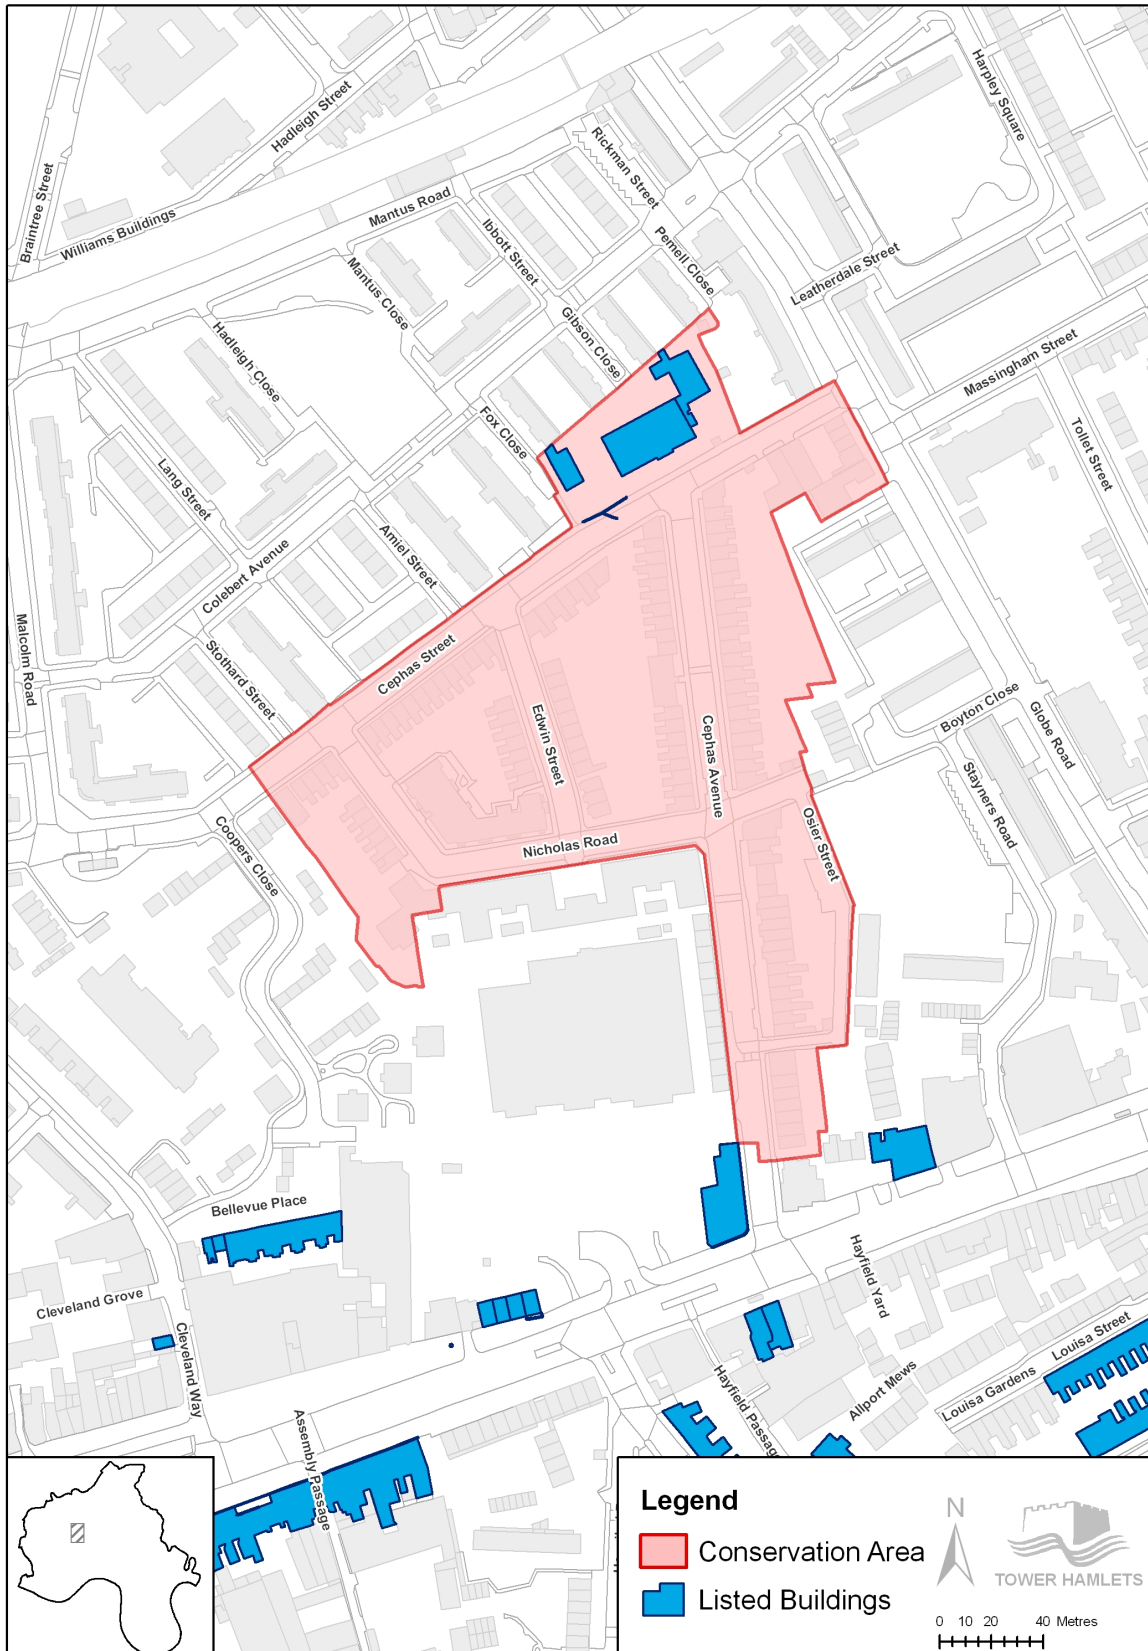 Harpley Square
Hadleigh Street
Braintree Street
Rickman Street
Williams Buildings
Mantus Road
Ibbott Street
Pemell Close
Leatherdale Street
Mantus Close
Gibson Close
Hadleigh Close
Massingham Street
Fox Close
Tollet Street
Lang Street
Amiel Street
Colebert Avenue
Malcolm Road
Stothard Street
Cephas Street
Edwin Street
Cephas Avenue
Boyton Close
Globe Road
Stayners Road
Osier Street
Nicholas Road
Coopers Close
Bellevue Place
Hayfield Yard
Cleveland Grove
Cleveland Way
Louisa Street
Louisa Gardens
Allport Mews
Hayfield Passage
Assembly Passage
Legend
Conservation Area
Listed Buildings
N
TOWER HAMLETS
0 10 20 40 Metres